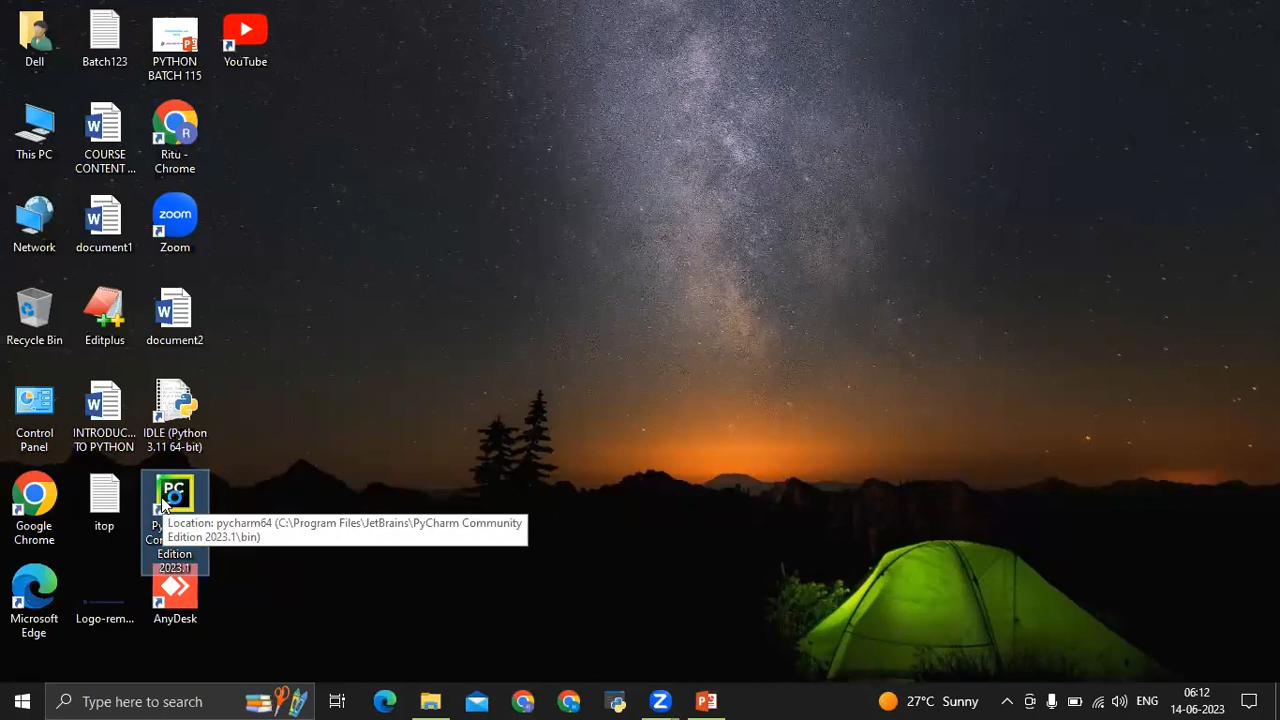 Dell
Batch123
PYTHON
BATCH 115
YouTube
This PC
COURSE
CONTENT ...
R
Ritu -
Chrome
Network
document1
zoom
Zoom
Recycle Bin
Editplus
document2
Control
Panel
INTRODUC...
TO PYTHON
IDLE (Python
3.11 64-bit)
Google
Chrome
itop
PC
Edition
2023.1
Location: pycharm64 (C:\Program Files\JetBrains\PyCharm Community
Edition 2023.1\bin)
Microsoft
Edge
Logo-rem...
AnyDesk
Type here to search
27°C Sunny
ENG
06:12
14-06-2023